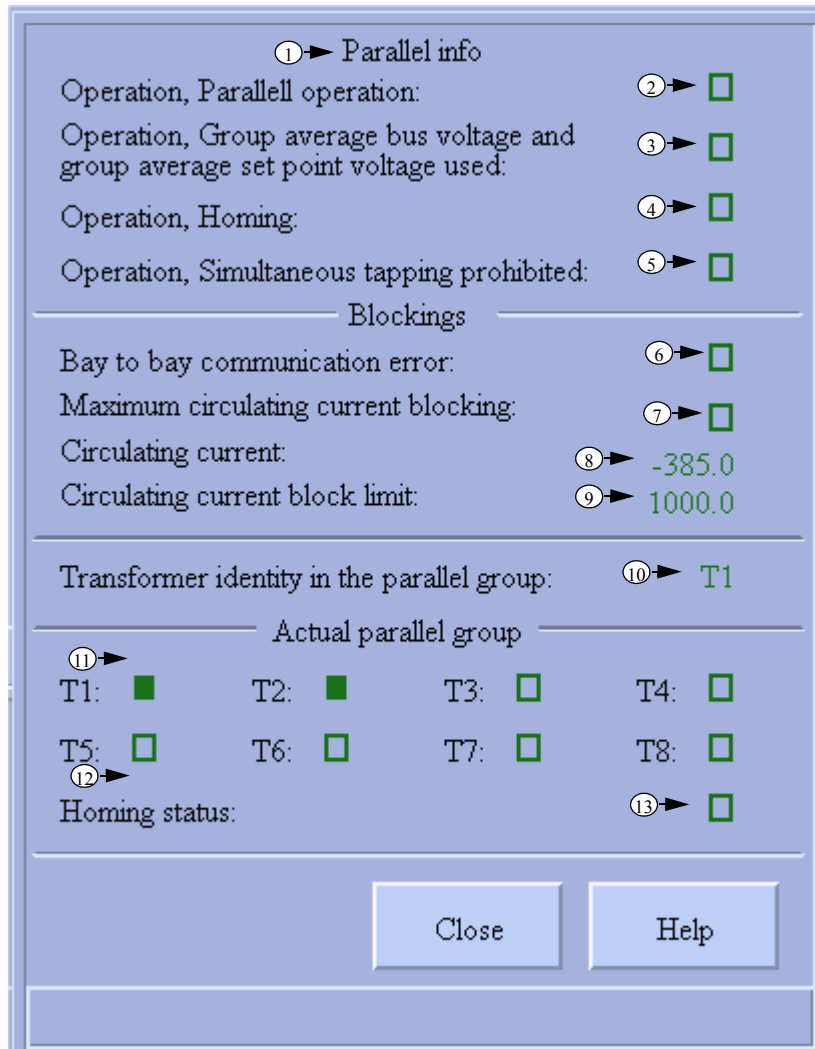 1 Parallel info
Operation, Parallell operation: 2
Operation, Group average bus voltage and
group average set point voltage used: 3
Operation, Homing: 4
Operation, Simultaneous tapping prohibited: 5
Blockings
Bay to bay communication error: 6
Maximum circulating current blocking: 7
Circulating current: 8 -385.0
Circulating current block limit: 9 1000.0
Transformer identity in the parallel group: 10 T1
Actual parallel group
11
T1: T2: T3: T4:
T5: T6: T7: T8:
12
Homing status: 13
Close Help